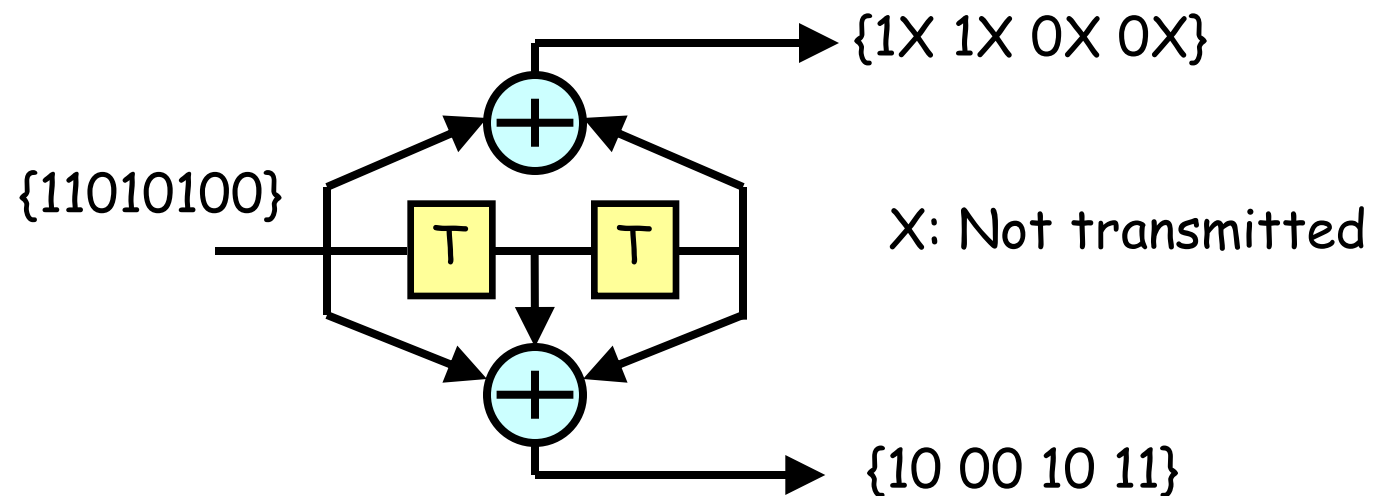 {1X 1X 0X 0X}
{11010100}
T T
X: Not transmitted
{10 00 10 11}